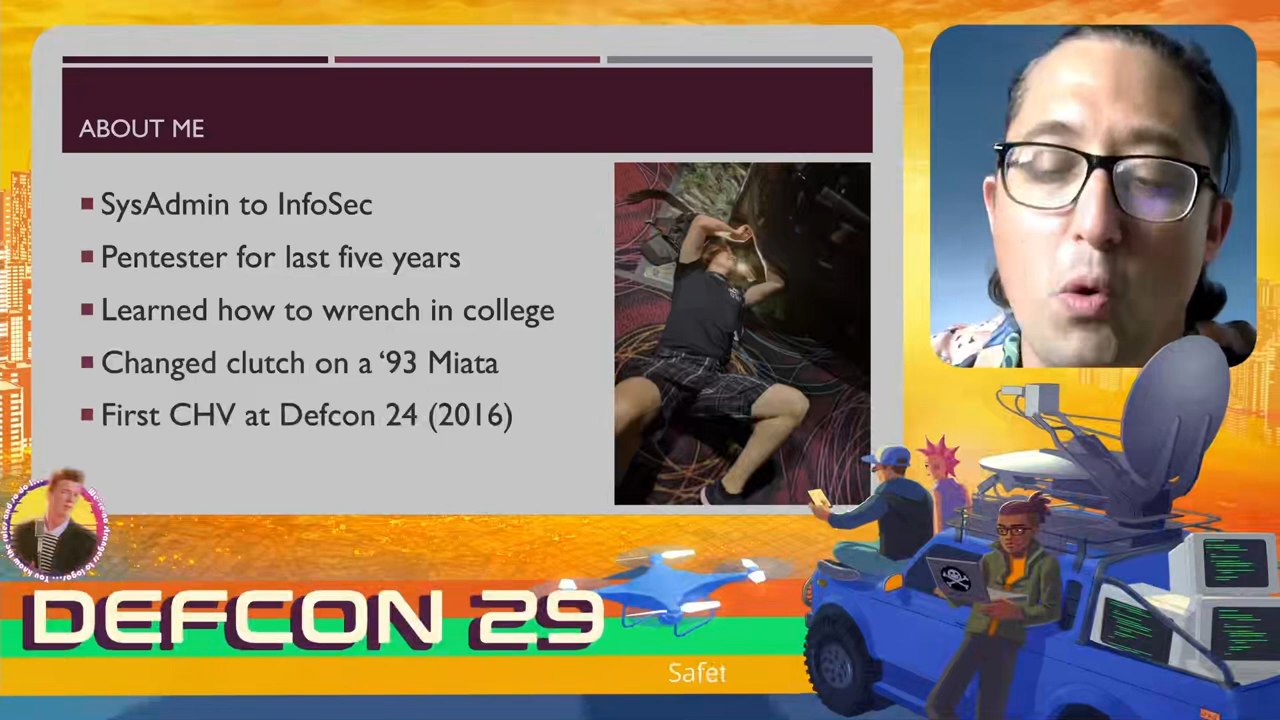 ABOUT ME
SysAdmin to InfoSec
Pentester for last five years
Learned how to wrench in college
Changed clutch on a ‘93 Miata
First CHV at Defcon 24 (2016)
DEFCON 29
Safet